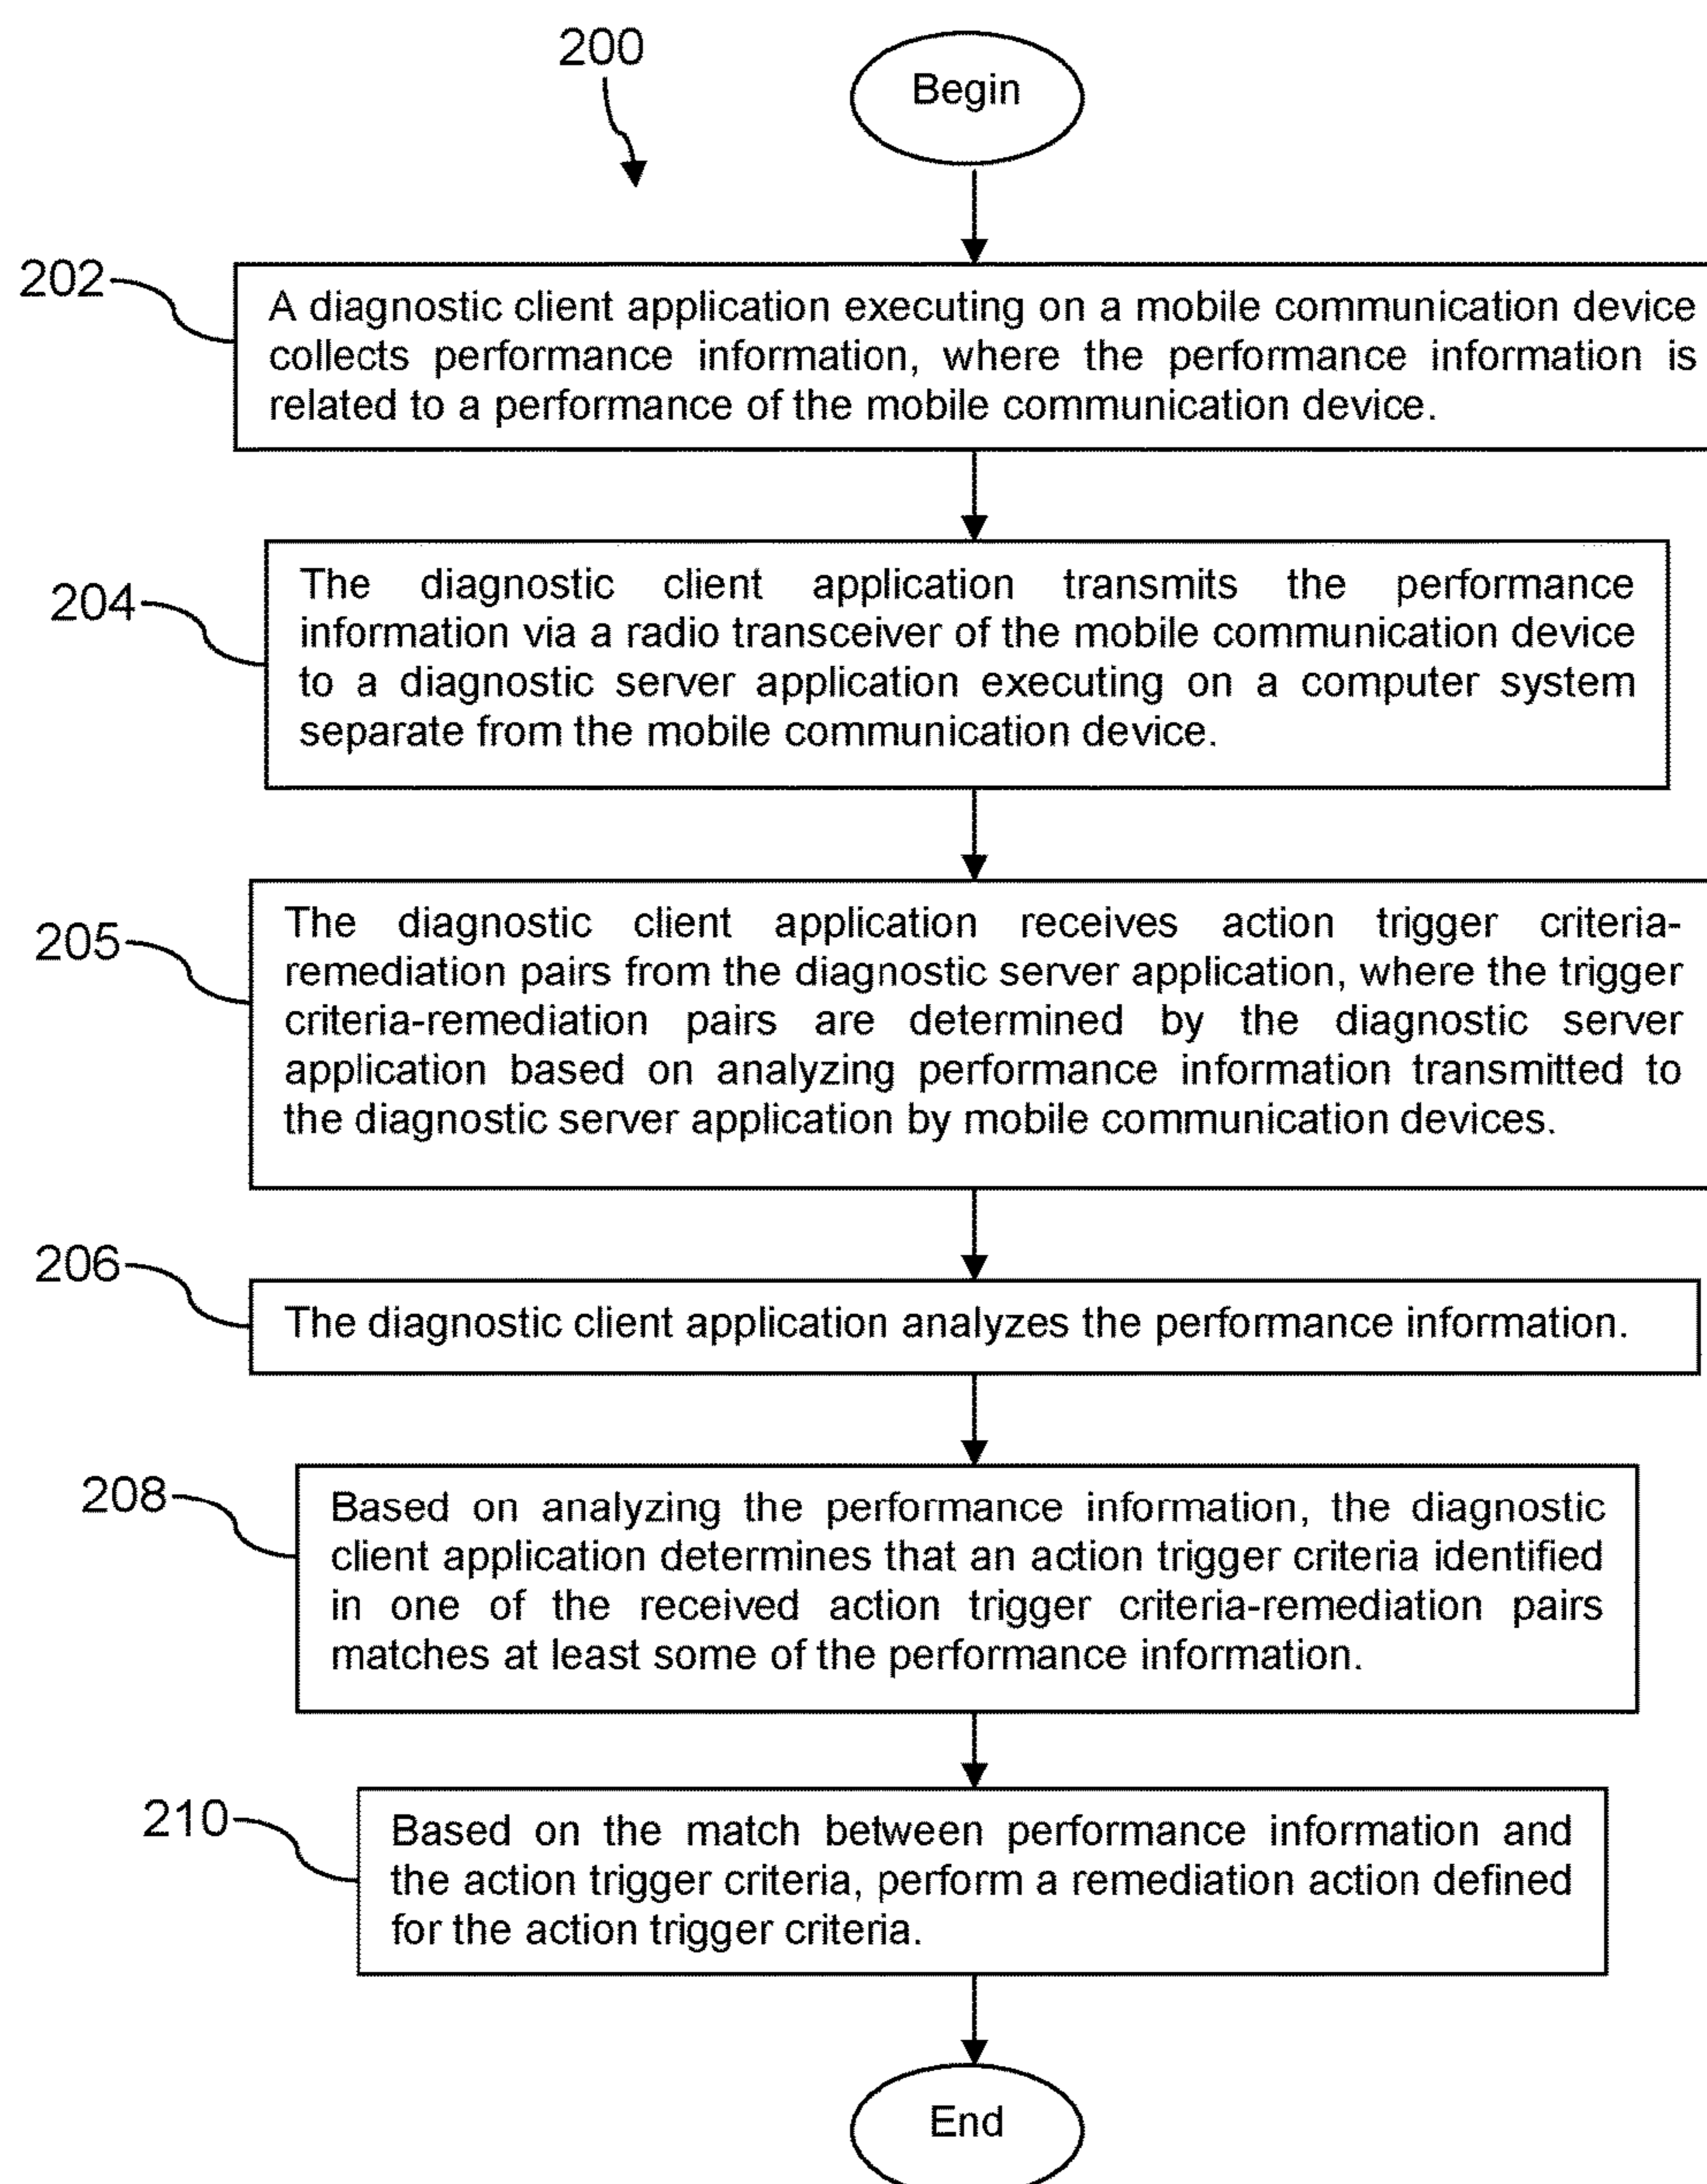 200
Begin
202
A diagnostic client application executing on a mobile communication device
collects performance information, where the performance information is
related to a performance of the mobile communication device.
204
The diagnostic client application transmits the performance
information via a radio transceiver of the mobile communication device
to a diagnostic server application executing on a computer system
separate from the mobile communication device.
205
The diagnostic client application receives action trigger criteria-
remediation pairs from the diagnostic server application, where the trigger
criteria-remediation pairs are determined by the diagnostic server
application based on analyzing performance information transmitted to
the diagnostic server application by mobile communication devices.
206
The diagnostic client application analyzes the performance information.
208
Based on analyzing the performance information, the diagnostic
client application determines that an action trigger criteria identified
in one of the received action trigger criteria-remediation pairs
matches at least some of the performance information.
210
Based on the match between performance information and
the action trigger criteria, perform a remediation action defined
for the action trigger criteria.
End